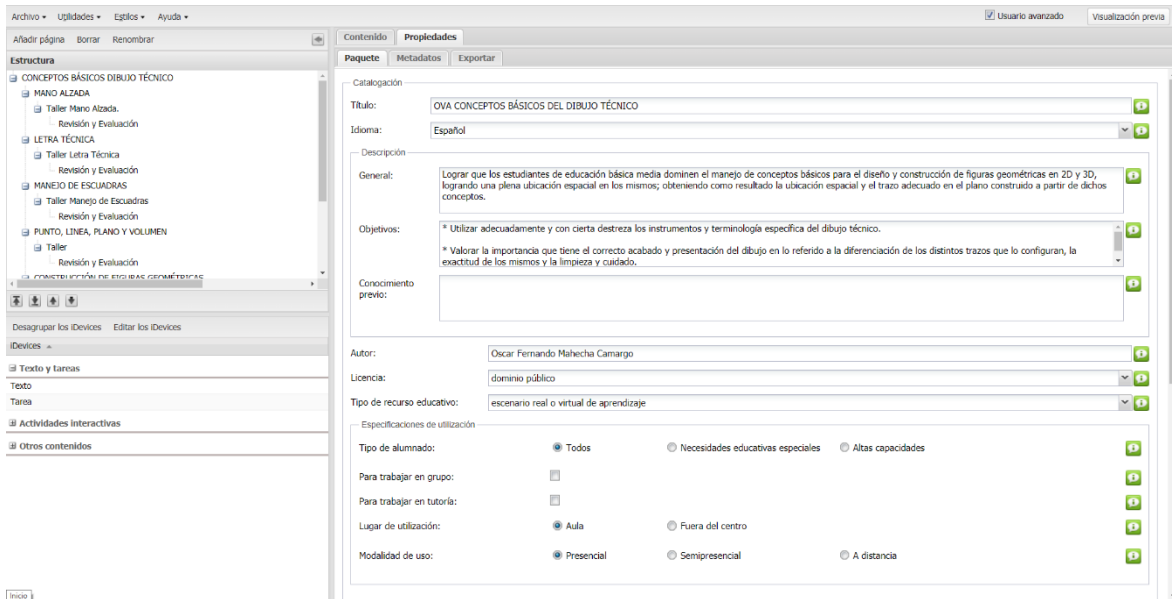 Archivo Utilidades Estilos Ayuda Usuario avanzado Visualización previa
Añadir página Borrar Renombrar
Estructura
CONCEPTOS BÁSICOS DIBUJO TÉCNICO
MANO ALZADA
Taller Mano Alzada.
Revisión y Evaluación
LETRA TÉCNICA
Taller Letra Técnica
Revisión y Evaluación
MANEJO DE ESCUADRAS
Taller Manejo de Escuadras
Revisión y Evaluación
PUNTO, LINEA, PLANO Y VOLUMEN
Taller
Revisión y Evaluación
CONSTRUCCIÓN DE FIGURAS GEOMÉTRICAS
Desagrupar los iDevices Editar los iDevices
iDevices
Texto y tareas
Texto
Tarea
Actividades interactivas
Otros contenidos
Inicio
Contenido Propiedades
Paquete Metadatos Exportar
Catalogación
Título: OVA CONCEPTOS BÁSICOS DEL DIBUJO TÉCNICO
Idioma: Español
Descripción
General: Lograr que los estudiantes de educación básica media dominen el manejo de conceptos básicos para el diseño y construcción de figuras geométricas en 2D y 3D,
logrando una plena ubicación espacial en los mismos; obteniendo como resultado la ubicación espacial y el trazo adecuado en el plano construido a partir de dichos
conceptos.
Objetivos: * Utilizar adecuadamente y con cierta destreza los instrumentos y terminología específica del dibujo técnico.
* Valorar la importancia que tiene el correcto acabado y presentación del dibujo en lo referido a la diferenciación de los distintos trazos que lo configuran, la
exactitud de los mismos y la limpieza y cuidado.
Conocimiento
previo:
Autor: Oscar Fernando Mahecha Camargo
Licencia: dominio público
Tipo de recurso educativo: escenario real o virtual de aprendizaje
Especificaciones de utilización
Tipo de alumnado: Todos Necesidades educativas especiales Altas capacidades
Para trabajar en grupo:
Para trabajar en tutoría:
Lugar de utilización: Aula Fuera del centro
Modalidad de uso: Presencial Semipresencial A distancia